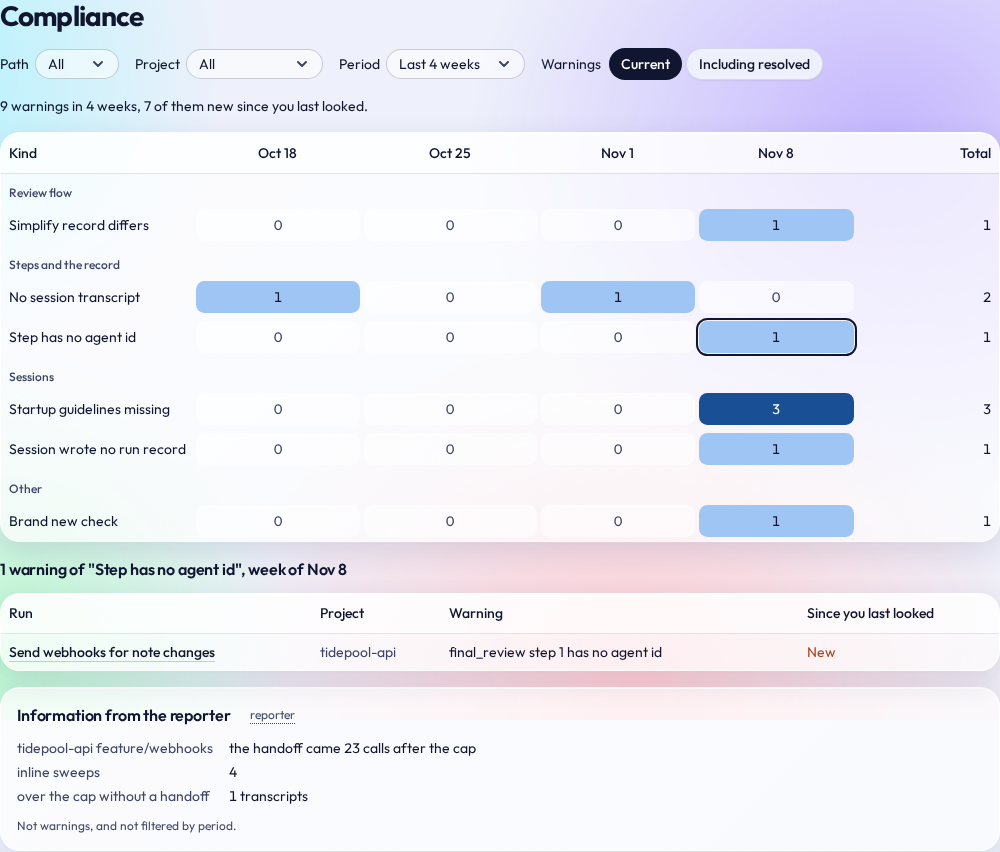 Compliance
Path All Project All Period Last 4 weeks Warnings Current Including resolved
9 warnings in 4 weeks, 7 of them new since you last looked.
Kind Oct 18 Oct 25 Nov 1 Nov 8 Total
Review flow
Simplify record differs 0 0 0 1 1
Steps and the record
No session transcript 1 0 1 0 2
Step has no agent id 0 0 0 1 1
Sessions
Startup guidelines missing 0 0 0 3 3
Session wrote no run record 0 0 0 1 1
Other
Brand new check 0 0 0 1 1
1 warning of "Step has no agent id", week of Nov 8
Run Project Warning Since you last looked
Send webhooks for note changes tidepool-api final_review step 1 has no agent id New
Information from the reporter reporter
tidepool-api feature/webhooks the handoff came 23 calls after the cap
inline sweeps 4
over the cap without a handoff 1 transcripts
Not warnings, and not filtered by period.